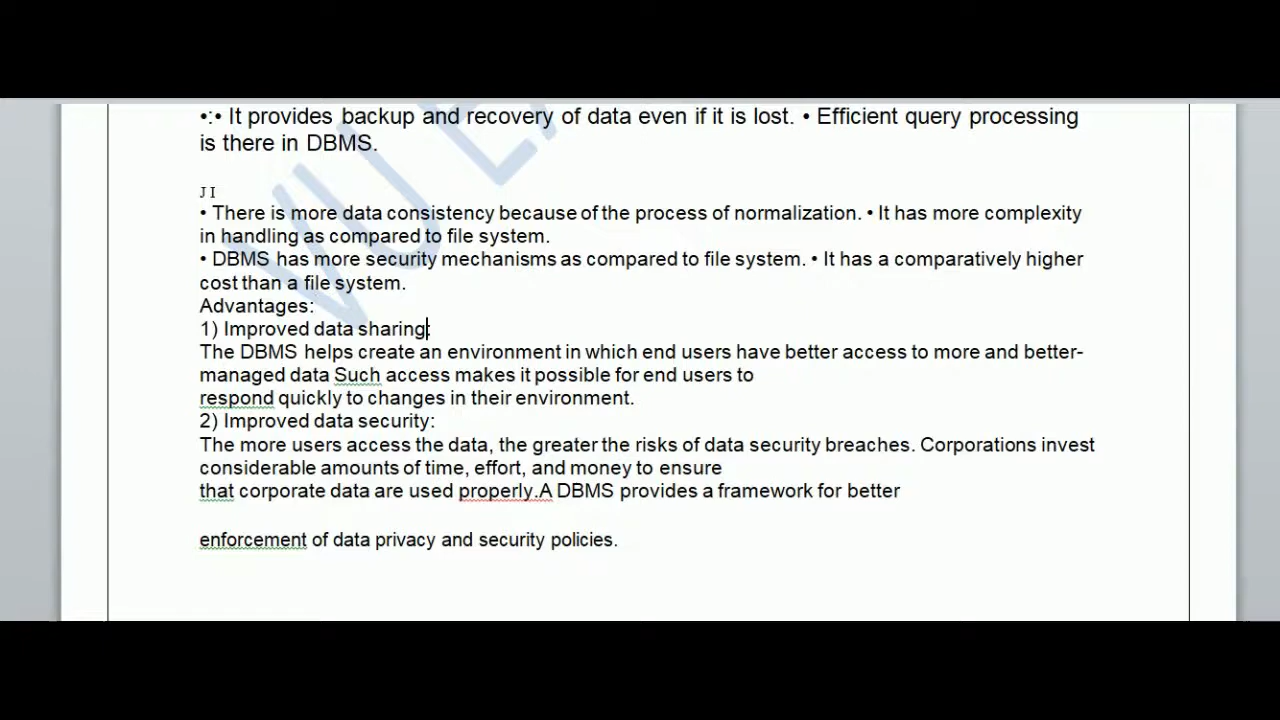 •:• It provides backup and recovery of data even if it is lost. • Efficient query processing
is there in DBMS.
J I
• There is more data consistency because of the process of normalization. • It has more complexity
in handling as compared to file system.
• DBMS has more security mechanisms as compared to file system. • It has a comparatively higher
cost than a file system.
Advantages:
1) Improved data sharing:
The DBMS helps create an environment in which end users have better access to more and better-
managed data Such access makes it possible for end users to
respond quickly to changes in their environment.
2) Improved data security:
The more users access the data, the greater the risks of data security breaches. Corporations invest
considerable amounts of time, effort, and money to ensure
that corporate data are used properly.A DBMS provides a framework for better
enforcement of data privacy and security policies.